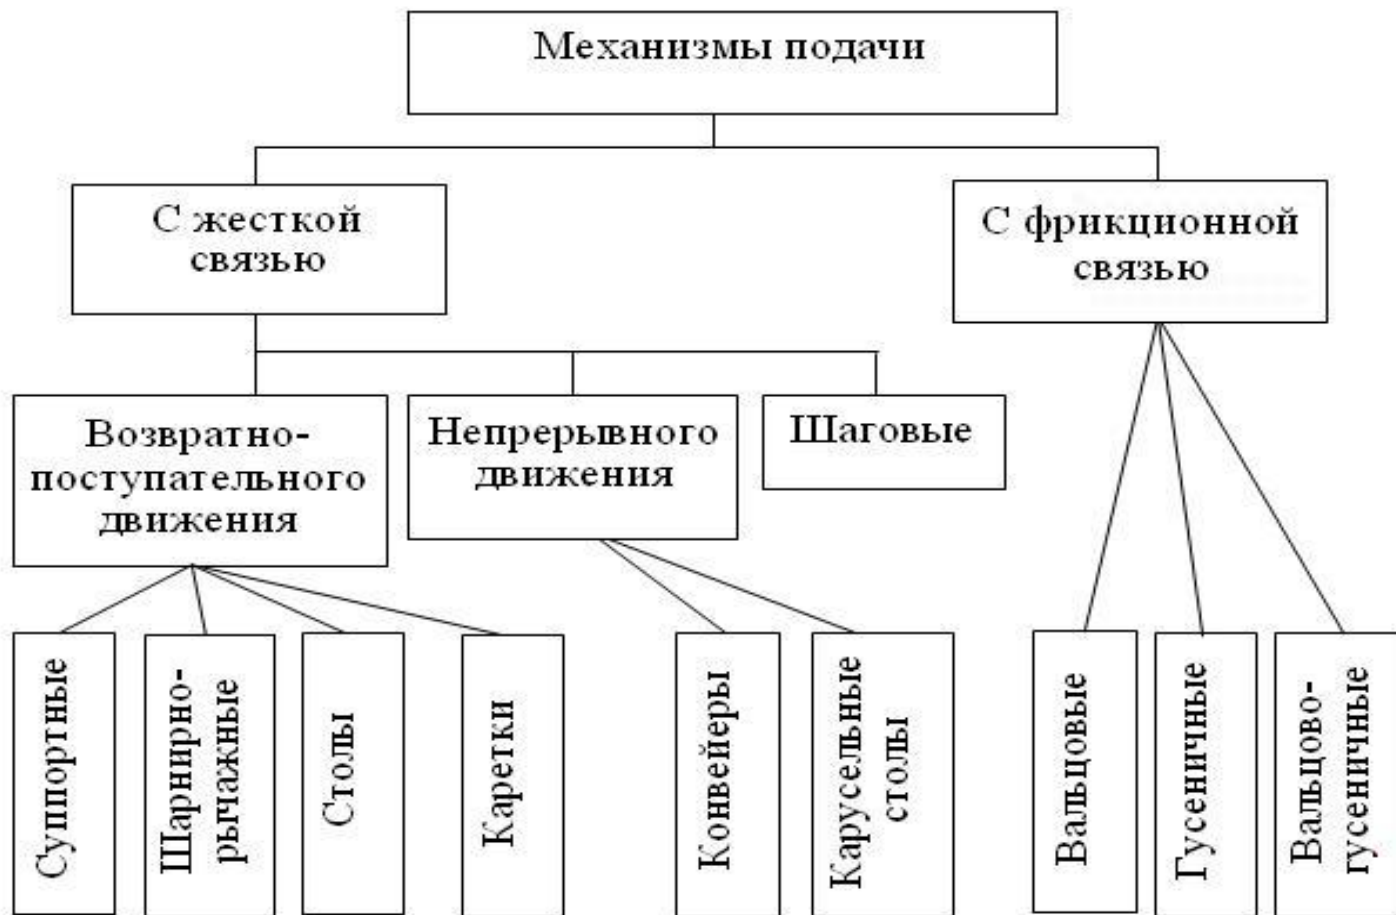 Механизмы подачи
С жесткой
связью
С фрикционной
связью
Возвратно-
поступательного
движения
Непрерывного
движения
Шаговые
Суппортные
Шарнирно-
рычажные
Столы
Каретки
Конвейеры
Карусельные
столы
Вальцовые
Гусеничные
Вальцово-
гусеничные